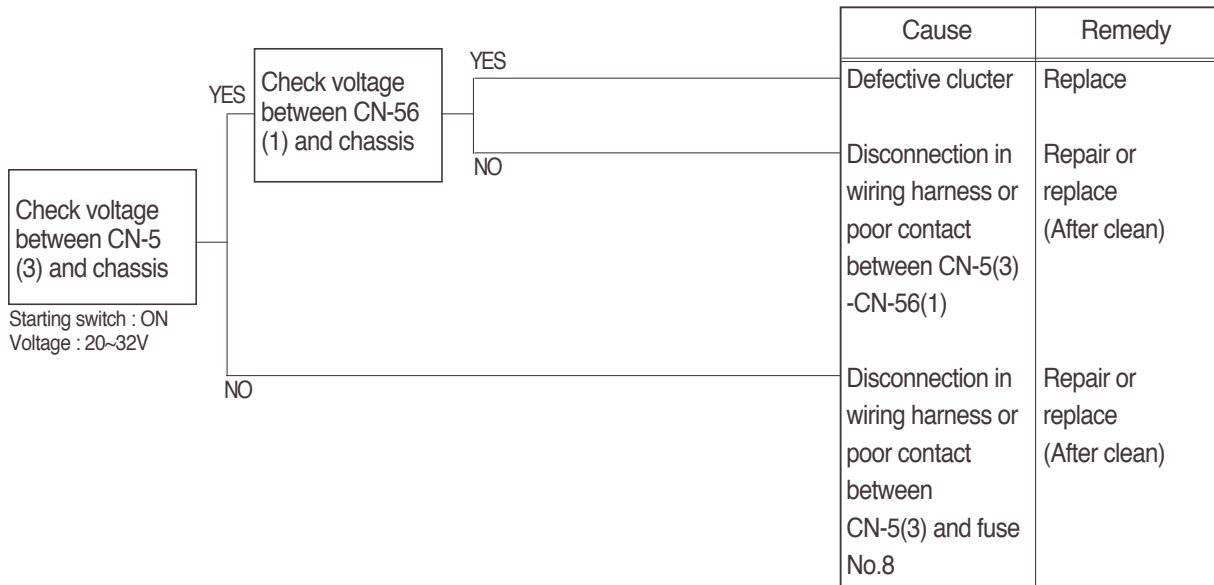 Check voltage
between CN-5
(3) and chassis
Starting switch : ON
Voltage : 20~32V
YES
NO
Check voltage
between CN-56
(1) and chassis
YES
NO
Cause
Remedy
Defective clucter
Replace
Disconnection in
wiring harness or
poor contact
between CN-5(3)
-CN-56(1)
Repair or
replace
(After clean)
Disconnection in
wiring harness or
poor contact
between
CN-5(3) and fuse
No.8
Repair or
replace
(After clean)